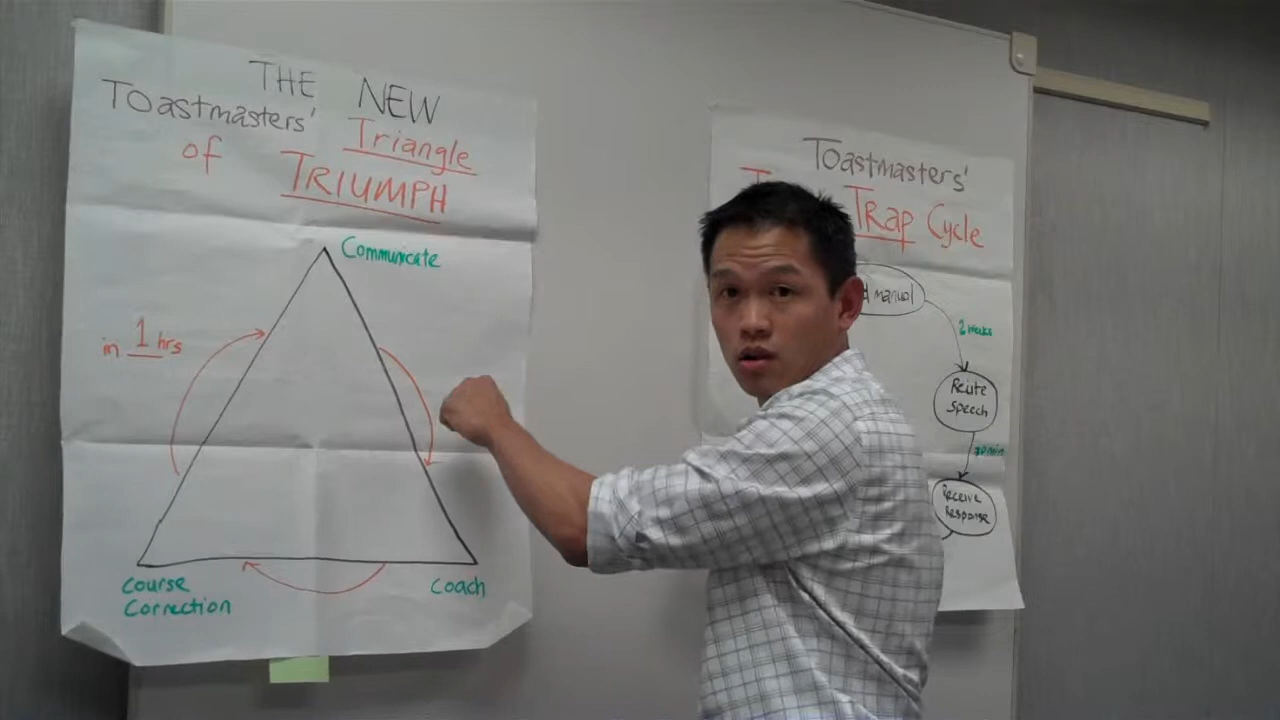 THE NEW
Toastmasters' Triangle
of TRIUMPH
Communicate
in 1 hrs
Course
Correction
Coach
Toastmasters'
TRap Cycle
manual
2 weeks
Recite
Speech
Receive
Response